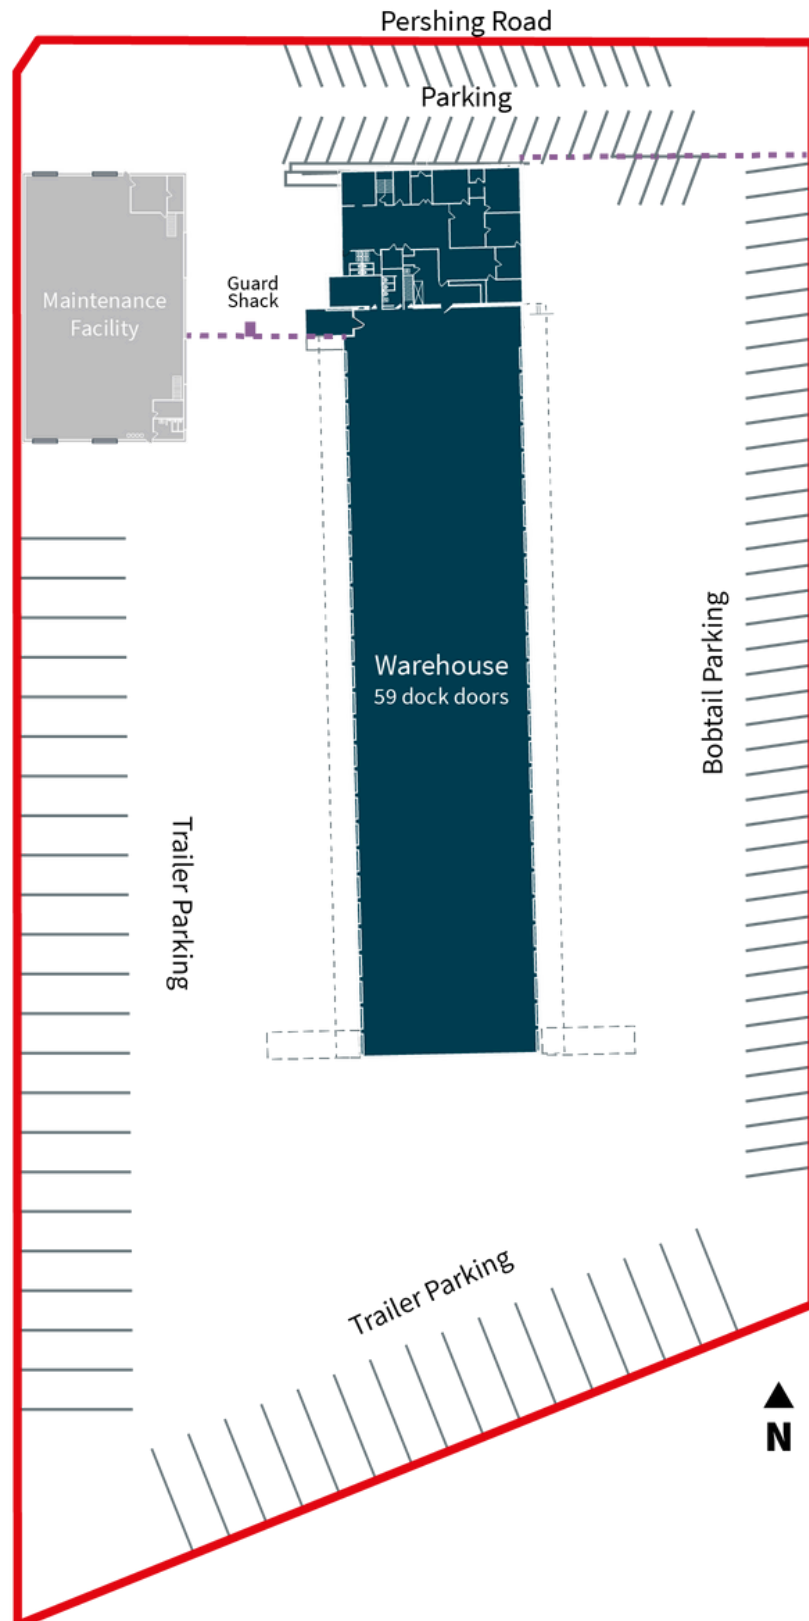 Pershing Road
Parking
Guard
Shack
Maintenance
Facility
Warehouse
59 dock doors
Bobtail Parking
Trailer Parking
Trailer Parking
N